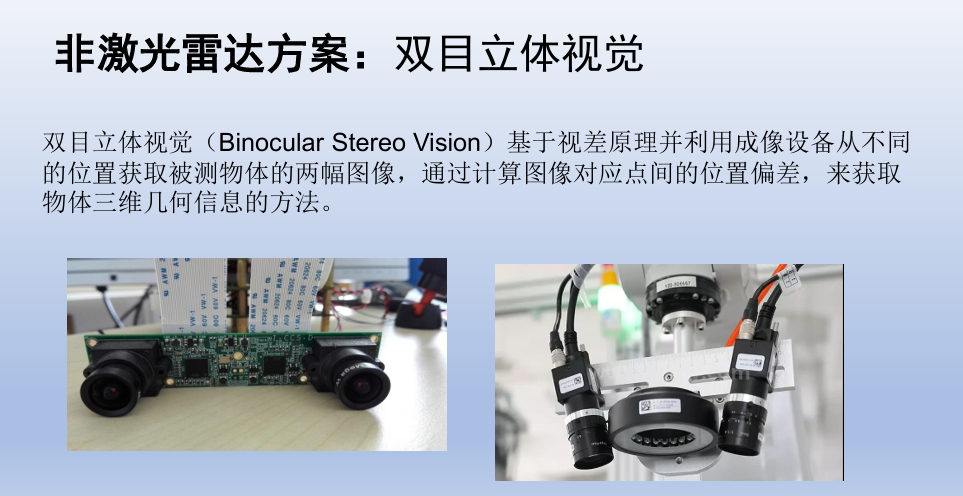 非激光雷达方案：双目立体视觉
双目立体视觉（Binocular Stereo Vision）基于视差原理并利用成像设备从不同
的位置获取被测物体的两幅图像，通过计算图像对应点间的位置偏差，来获取
物体三维几何信息的方法。